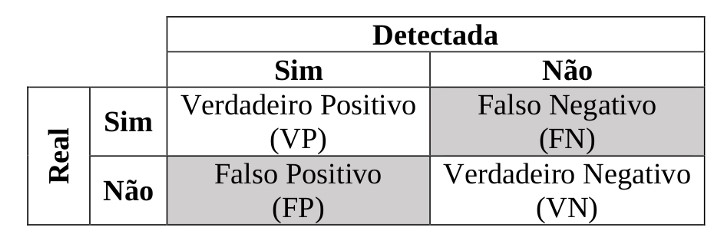 Detectada
Sim Não
Real
Sim
Verdadeiro Positivo
(VP)
Falso Negativo
(FN)
Não
Falso Positivo
(FP)
Verdadeiro Negativo
(VN)